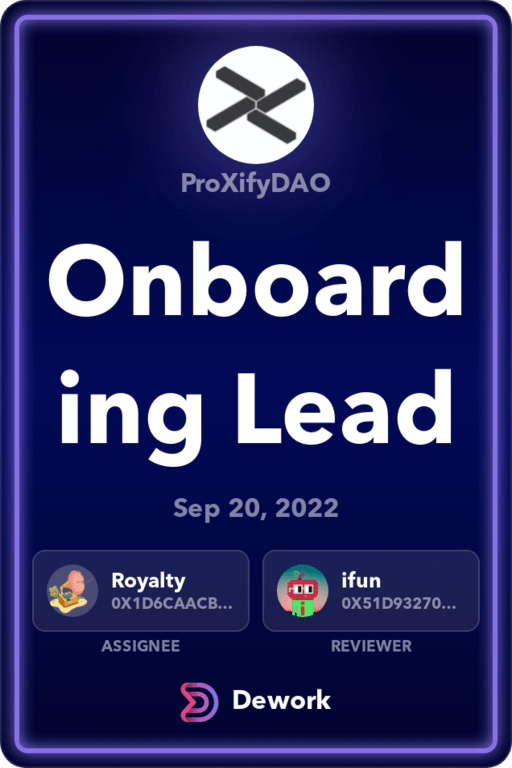 ProXifyDAO
Onboard
ing Lead
Sep 20, 2022
Royalty
0X1D6CAACB...
ifun
0X51D93270...
ASSIGNEE
REVIEWER
Dework